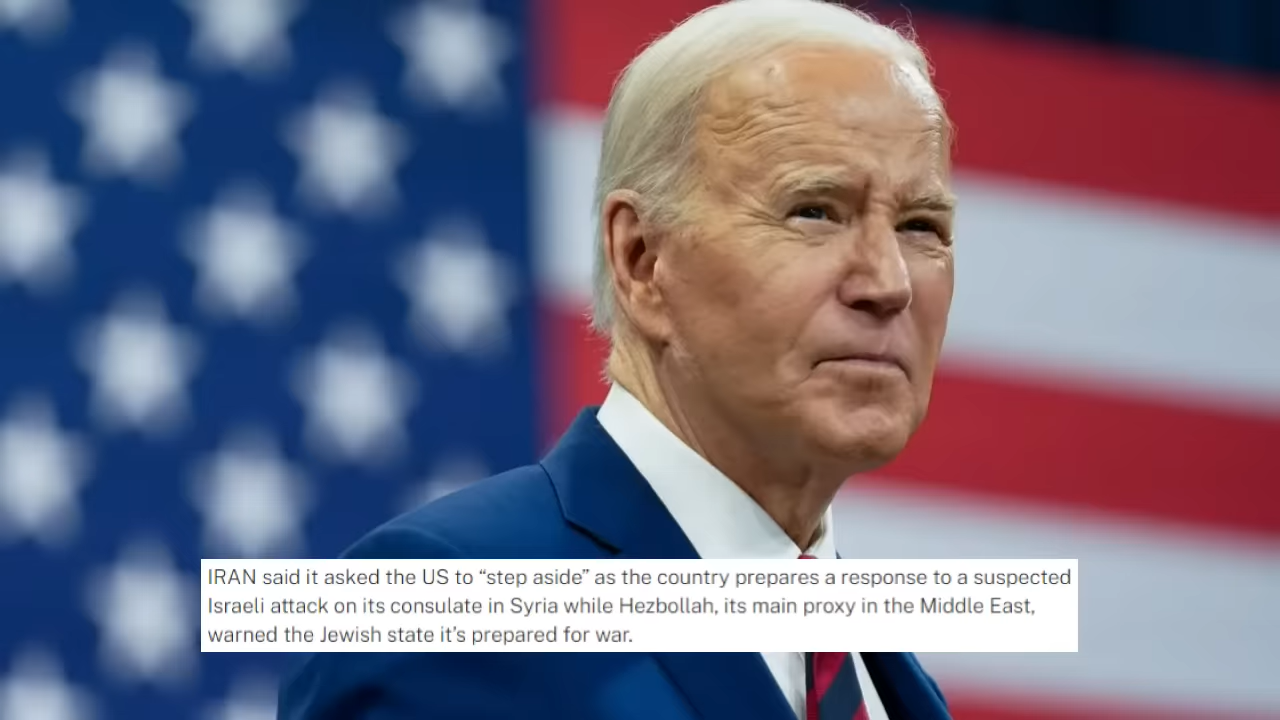 IRAN said it asked the US to “step aside” as the country prepares a response to a suspected
Israeli attack on its consulate in Syria while Hezbollah, its main proxy in the Middle East,
warned the Jewish state it’s prepared for war.